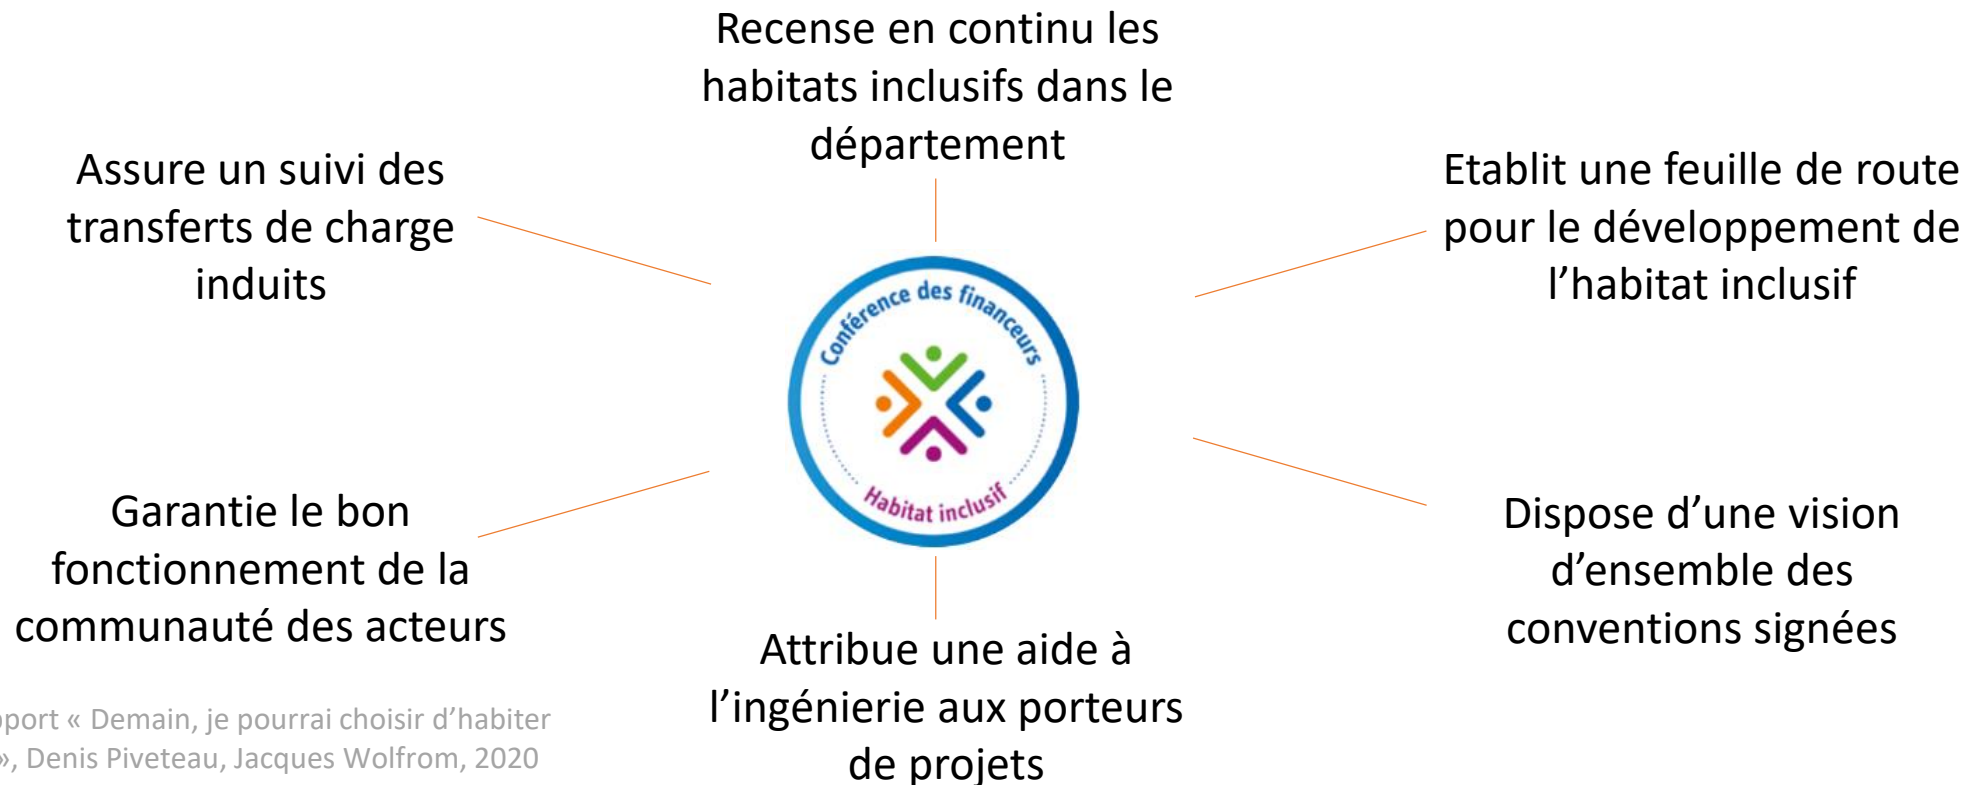 Recense en continu les
habitats inclusifs dans le
département
Assure un suivi des
transferts de charge
induits
Etablit une feuille de route
pour le développement de
l’habitat inclusif
Conférence des financeurs
Habitat inclusif
Garantie le bon
fonctionnement de la
communauté des acteurs
Dispose d’une vision
d’ensemble des
conventions signées
Attribue une aide à
l’ingénierie aux porteurs
de projets
« Demain, je pourrai choisir d’habiter
», Denis Piveteau, Jacques Wolfrom, 2020